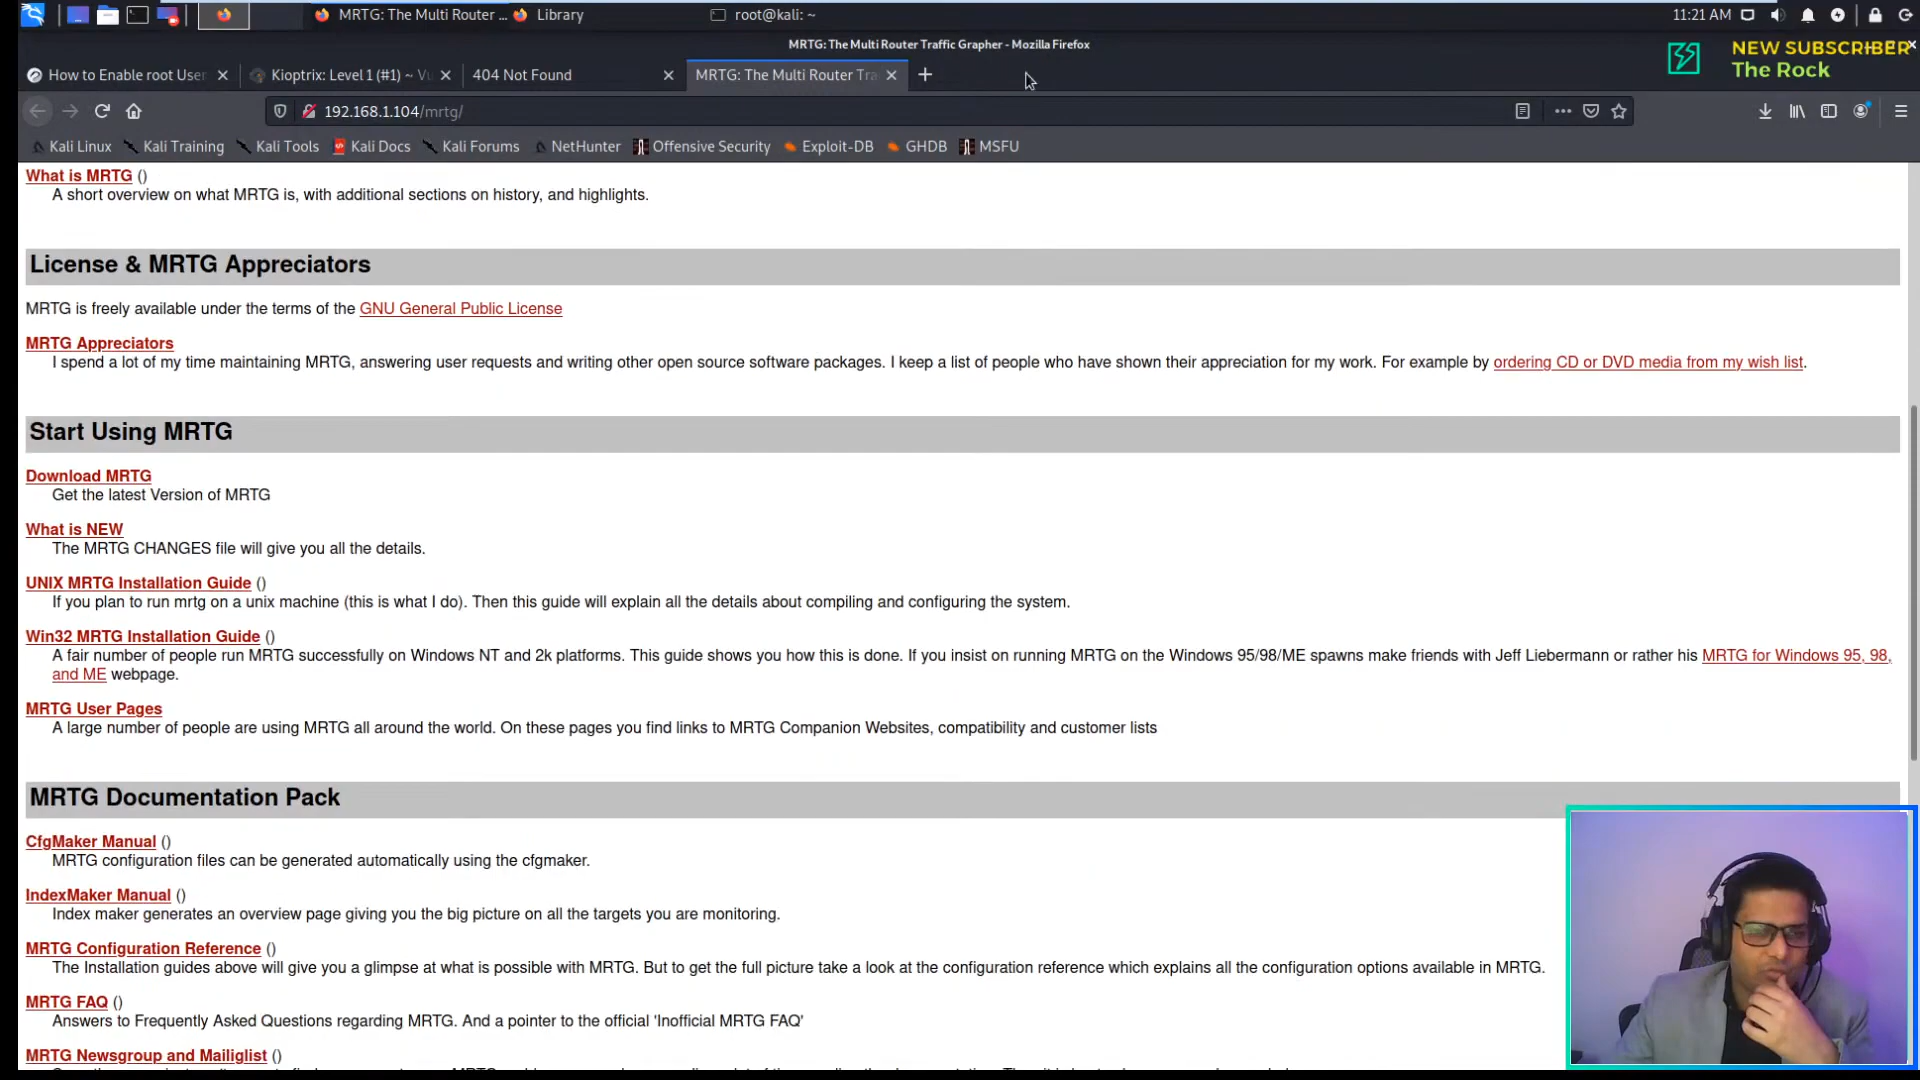 MRTG: The Multi Router ...
Library
root@kali: ~
11:21 AM
MRTG: The Multi Router Traffic Grapher - Mozilla Firefox
NEW SUBSCRIBER
The Rock
How to Enable root User
Kioptrix: Level 1 (#1) ~ Vu
404 Not Found
MRTG: The Multi Router Tra
192.168.1.104/mrtg/
Kali Linux
Kali Training
Kali Tools
Kali Docs
Kali Forums
NetHunter
Offensive Security
Exploit-DB
GHDB
MSFU
What is MRTG ()
A short overview on what MRTG is, with additional sections on history, and highlights.
License & MRTG Appreciators
MRTG is freely available under the terms of the GNU General Public License
MRTG Appreciators
I spend a lot of my time maintaining MRTG, answering user requests and writing other open source software packages. I keep a list of people who have shown their appreciation for my work. For example by ordering CD or DVD media from my wish list.
Start Using MRTG
Download MRTG
Get the latest Version of MRTG
What is NEW
The MRTG CHANGES file will give you all the details.
UNIX MRTG Installation Guide ()
If you plan to run mrtg on a unix machine (this is what I do). Then this guide will explain all the details about compiling and configuring the system.
Win32 MRTG Installation Guide ()
A fair number of people run MRTG successfully on Windows NT and 2k platforms. This guide shows you how this is done. If you insist on running MRTG on the Windows 95/98/ME spawns make friends with Jeff Liebermann or rather his MRTG for Windows 95, 98,
and ME webpage.
MRTG User Pages
A large number of people are using MRTG all around the world. On these pages you find links to MRTG Companion Websites, compatibility and customer lists
MRTG Documentation Pack
CfgMaker Manual ()
MRTG configuration files can be generated automatically using the cfgmaker.
IndexMaker Manual ()
Index maker generates an overview page giving you the big picture on all the targets you are monitoring.
MRTG Configuration Reference ()
The Installation guides above will give you a glimpse at what is possible with MRTG. But to get the full picture take a look at the configuration reference which explains all the configuration options available in MRTG.
MRTG FAQ ()
Answers to Frequently Asked Questions regarding MRTG. And a pointer to the official 'Inofficial MRTG FAQ'
MRTG Newsgroup and Mailiglist ()